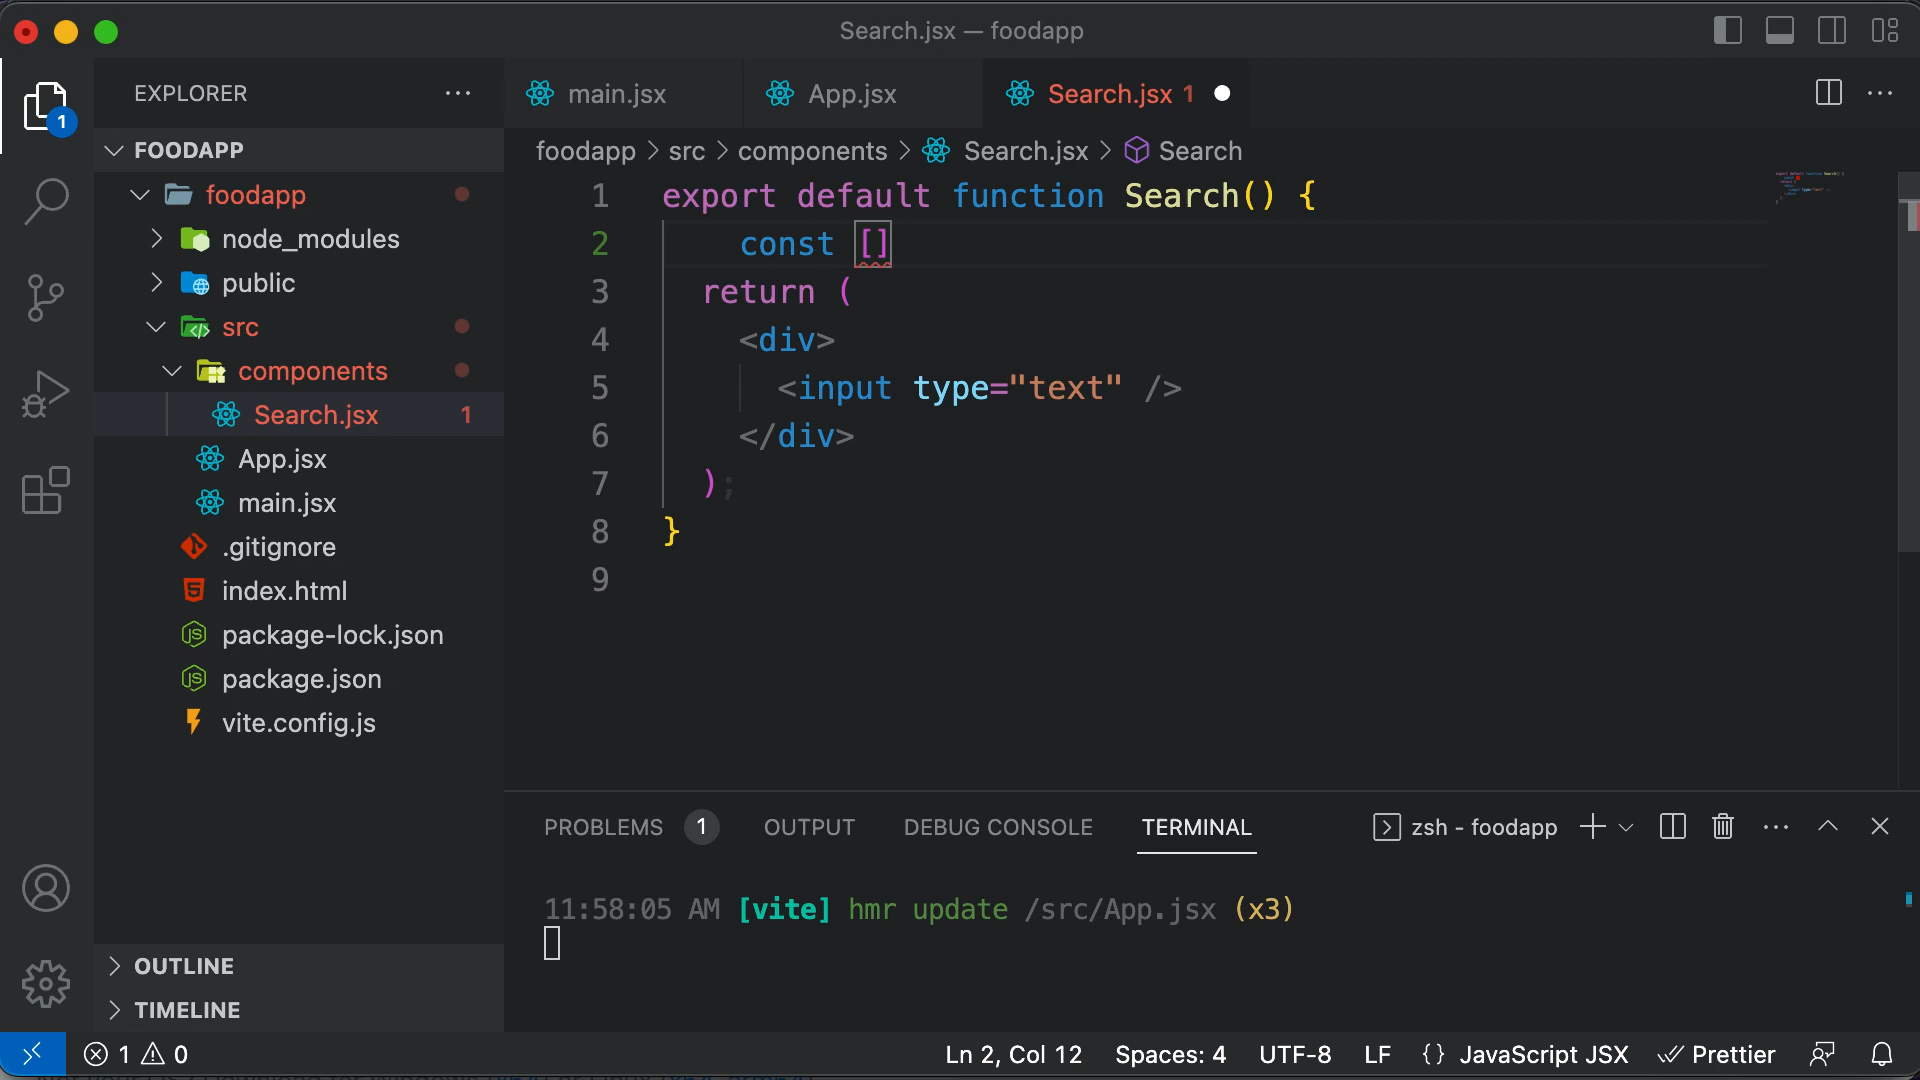 Search.jsx — foodapp
EXPLORER
main.jsx
App.jsx
Search.jsx 1
1
FOODAPP
foodapp > src > components > Search.jsx > Search
foodapp
node_modules
public
src
components
Search.jsx 1
App.jsx
main.jsx
.gitignore
index.html
package-lock.json
package.json
vite.config.js
1 export default function Search() {
2 const []
3 return (
4 <div>
5 <input type="text" />
6 </div>
7 );
8 }
9
PROBLEMS 1 OUTPUT DEBUG CONSOLE TERMINAL
zsh - foodapp
11:58:05 AM [vite] hmr update /src/App.jsx (x3)
OUTLINE
TIMELINE
1 0
Ln 2, Col 12 Spaces: 4 UTF-8 LF {} JavaScript JSX Prettier